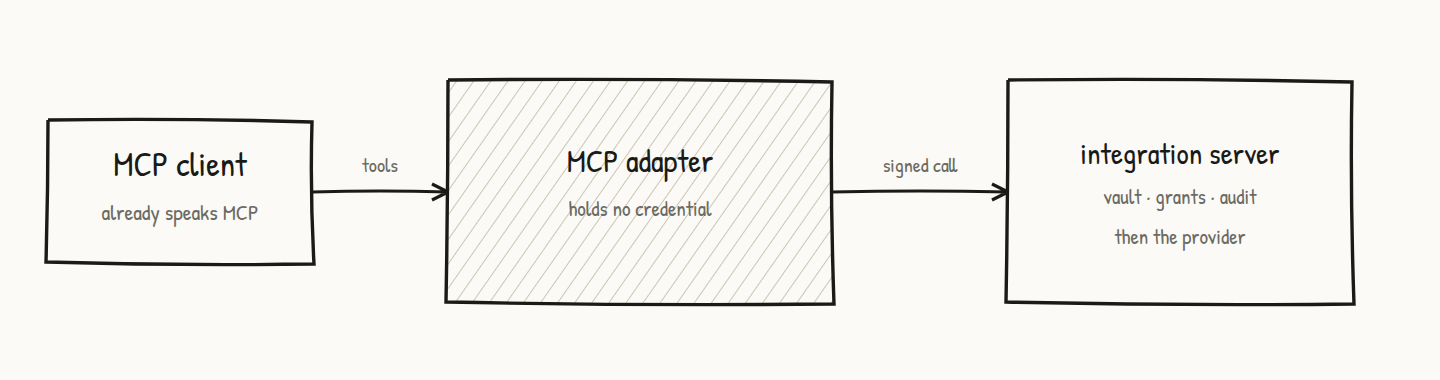 MCP client
already speaks MCP
tools
MCP adapter
holds no credential
signed call
integration server
vault · grants · audit
then the provider